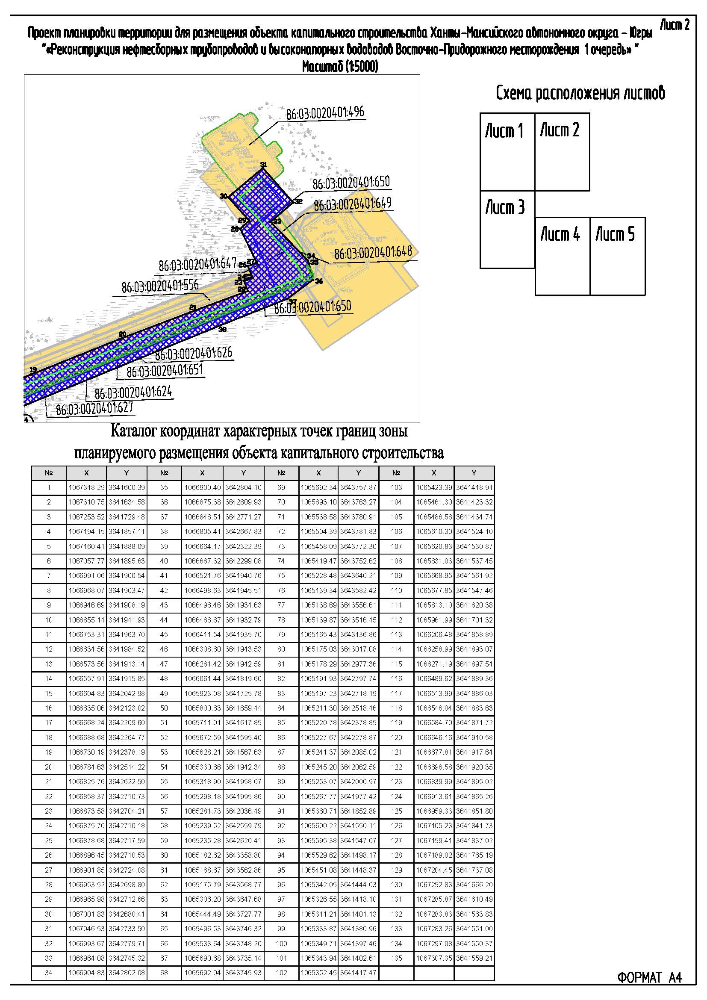 Лист 2
Проект планировки территории для размещения объекта капитального строительства Ханты-Мансийского автономного округа - Югры
"«Реконструкция нефтесборных трубопроводов и высоконапорных водоводов Восточно-Придорожного месторождения 1 очередь» "
Масштаб (1:5000)
Схема расположения листов
Лист 1 Лист 2
Лист 3
Лист 4 Лист 5
86:03:0020401:496
31
86:03:0020401:650
30
32
86:03:0020401:649
29
33
28
86:03:0020401:648
34
35
86:03:0020401:647
26 27
36
23
86:03:0020401:556
22
37
86:03:0020401:650
21
38
20
86:03:0020401:626
19
86:03:0020401:651
86:03:0020401:624
86:03:0020401:627
4
Каталог координат характерных точек границ зоны
планируемого размещения объекта капитального строительства
№ X Y № X Y № X Y № X Y
1 1067318.29 3641600.39 35 1066900.40 3642804.10 69 1065692.34 3643757.87 103 1065423.39 3641418.91
2 1067310.75 3641634.58 36 1066875.38 3642809.93 70 1065693.10 3643763.27 104 1065461.30 3641423.32
3 1067253.52 3641729.48 37 1066846.51 3642771.27 71 1065538.58 3643780.91 105 1065486.56 3641434.74
4 1067194.15 3641857.11 38 1066805.41 3642667.83 72 1065504.39 3643781.83 106 1065610.30 3641524.10
5 1067160.41 3641888.09 39 1066664.17 3642322.39 73 1065458.09 3643772.30 107 1065620.83 3641530.87
6 1067057.77 3641895.63 40 1066667.32 3642299.08 74 1065419.47 3643752.62 108 1065631.03 3641537.45
7 1066991.06 3641900.54 41 1066521.76 3641940.76 75 1065228.48 3643640.21 109 1065668.95 3641561.92
8 1066968.07 3641903.47 42 1066498.63 3641945.51 76 1065139.34 3643582.42 110 1065677.85 3641547.46
9 1066946.69 3641908.19 43 1066496.46 3641934.63 77 1065138.69 3643556.61 111 1065813.10 3641620.38
10 1066855.14 3641941.93 44 1066466.67 3641932.79 78 1065139.87 3643516.45 112 1065961.99 3641701.32
11 1066753.31 3641963.70 45 1066411.54 3641935.70 79 1065165.43 3643136.86 113 1066206.48 3641858.89
12 1066634.56 3641984.52 46 1066308.60 3641943.53 80 1065175.03 3643017.08 114 1066258.99 3641893.07
13 1066573.56 3641913.14 47 1066261.42 3641942.59 81 1065178.29 3642977.36 115 1066271.19 3641897.54
14 1066557.91 3641915.85 48 1066061.44 3641819.60 82 1065191.93 3642797.74 116 1066489.62 3641889.36
15 1066604.83 3642042.98 49 1065923.08 3641725.78 83 1065197.23 3642718.19 117 1066513.99 3641886.03
16 1066635.06 3642123.02 50 1065800.63 3641659.44 84 1065211.30 3642518.46 118 1066546.04 3641883.63
17 1066668.24 3642209.60 51 1065711.01 3641617.85 85 1065220.78 3642378.85 119 1066584.70 3641871.72
18 1066688.68 3642264.77 52 1065672.59 3641595.40 86 1065227.67 3642278.87 120 1066646.16 3641910.58
19 1066730.19 3642378.19 53 1065628.21 3641567.63 87 1065241.37 3642085.02 121 1066677.81 3641917.64
20 1066784.63 3642514.22 54 1065330.66 3641942.34 88 1065245.20 3642062.59 122 1066696.58 3641920.35
21 1066825.76 3642622.50 55 1065318.90 3641958.07 89 1065253.07 3642000.97 123 1066839.99 3641895.02
22 1066858.37 3642710.73 56 1065298.18 3641995.86 90 1065267.77 3641977.42 124 1066913.61 3641865.26
23 1066873.58 3642704.21 57 1065281.73 3642036.49 91 1065360.71 3641852.89 125 1066959.33 3641851.80
24 1066875.70 3642710.18 58 1065239.52 3642559.79 92 1065600.22 3641550.11 126 1067105.23 3641841.73
25 1066878.68 3642717.59 59 1065235.28 3642620.41 93 1065595.38 3641547.07 127 1067159.41 3641837.02
26 1066896.45 3642710.53 60 1065182.62 3643358.80 94 1065529.62 3641498.17 128 1067189.02 3641765.19
27 1066901.85 3642724.08 61 1065168.67 3643562.86 95 1065451.08 3641448.37 129 1067204.45 3641737.08
28 1066953.52 3642698.80 62 1065175.79 3643568.77 96 1065342.05 3641444.03 130 1067252.83 3641666.20
29 1066965.98 3642712.66 63 1065306.20 3643647.68 97 1065326.55 3641418.10 131 1067285.87 3641610.49
30 1067001.83 3642680.41 64 1065444.49 3643727.77 98 1065311.21 3641401.13 132 1067283.83 3641563.83
31 1067046.53 3642733.50 65 1065496.53 3643746.32 99 1065333.87 3641380.96 133 1067283.26 3641551.00
32 1066993.67 3642779.71 66 1065533.64 3643748.20 100 1065349.71 3641397.46 134 1067297.08 3641550.37
33 1066964.08 3642745.32 67 1065690.68 3643735.14 101 1065343.94 3641402.61 135 1067307.35 3641559.21
34 1066904.83 3642802.08 68 1065692.04 3643745.93 102 1065352.45 3641417.47
ФОРМАТ А4